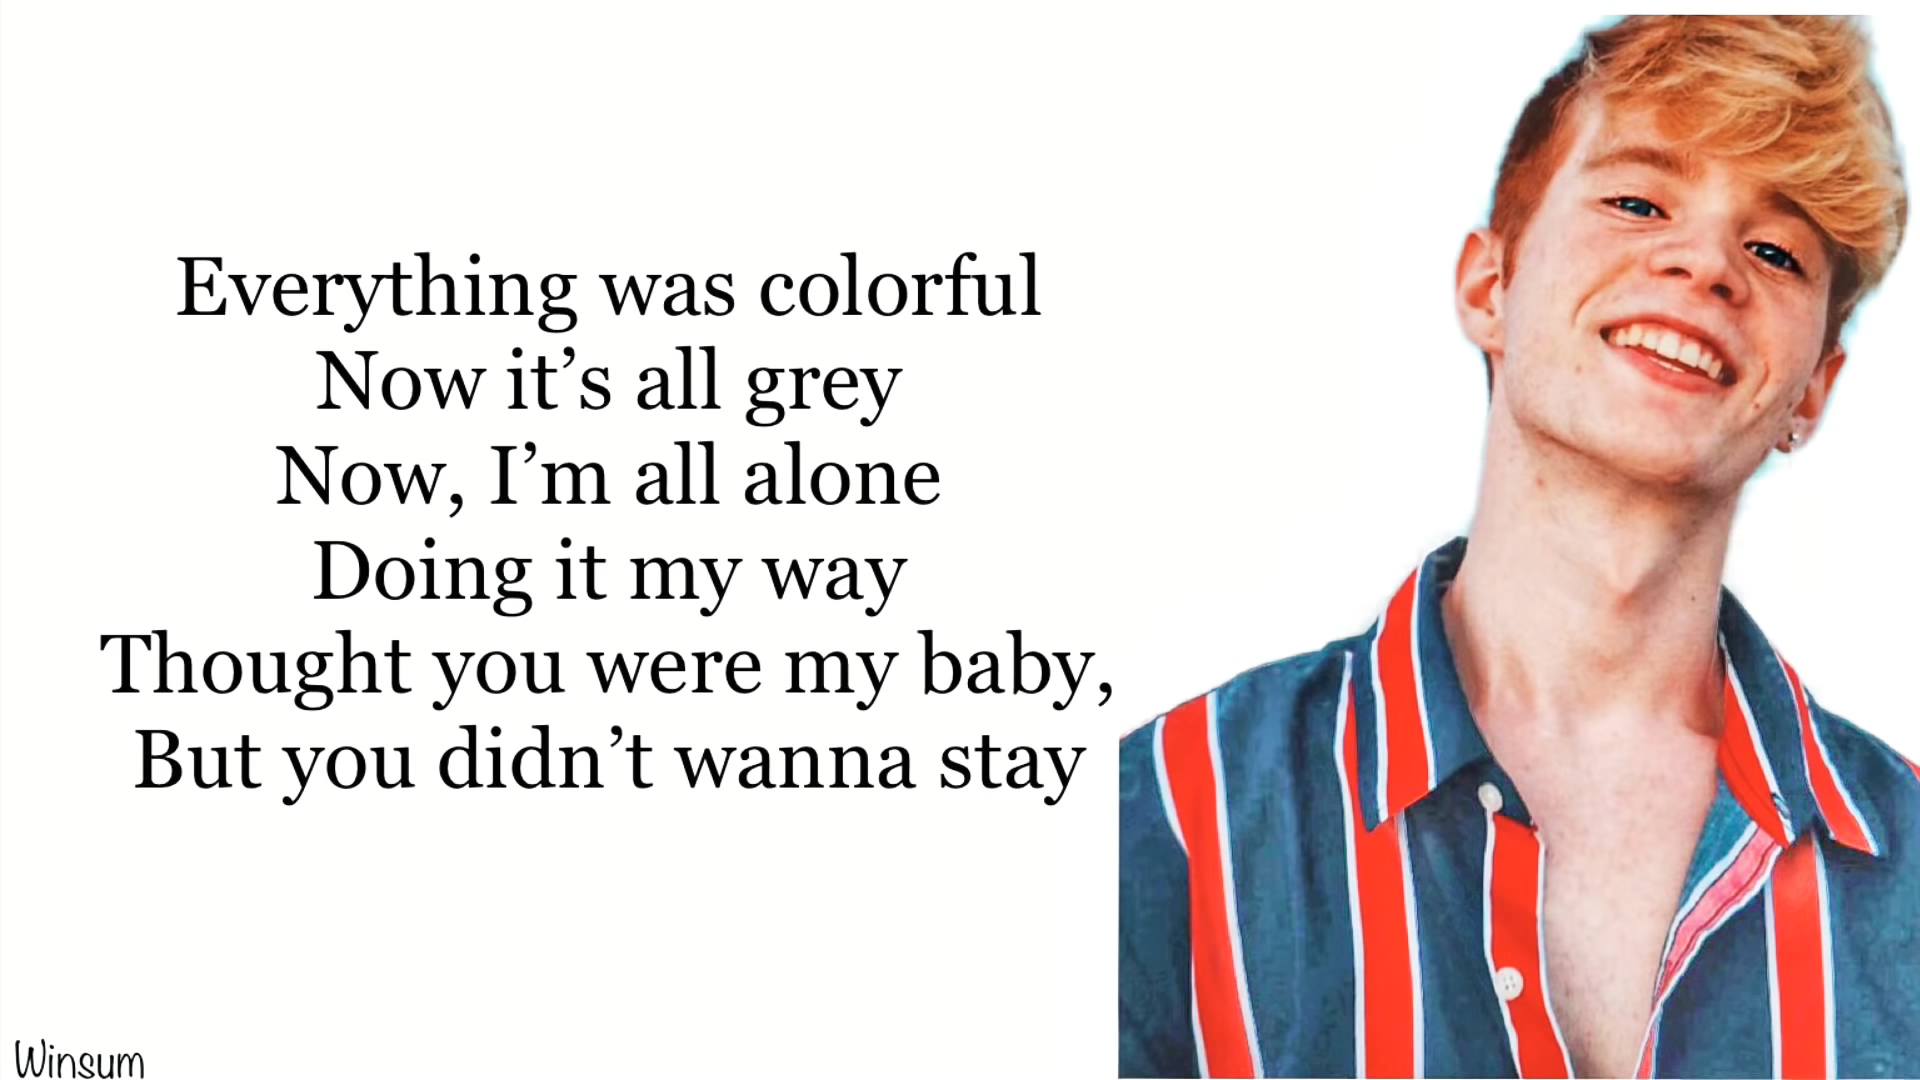 Everything was colorful
Now it’s all grey
Now, I’m all alone
Doing it my way
Thought you were my baby,
But you didn’t wanna stay
Winsum